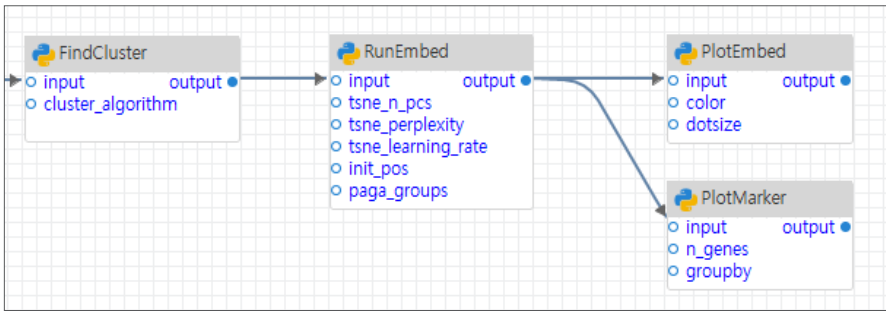 FindCluster
input output
cluster_algorithm
RunEmbed
input output
tsne_n_pcs
tsne_perplexity
tsne_learning_rate
init_pos
paga_groups
PlotEmbed
input output
color
dotsize
PlotMarker
input output
n_genes
groupby